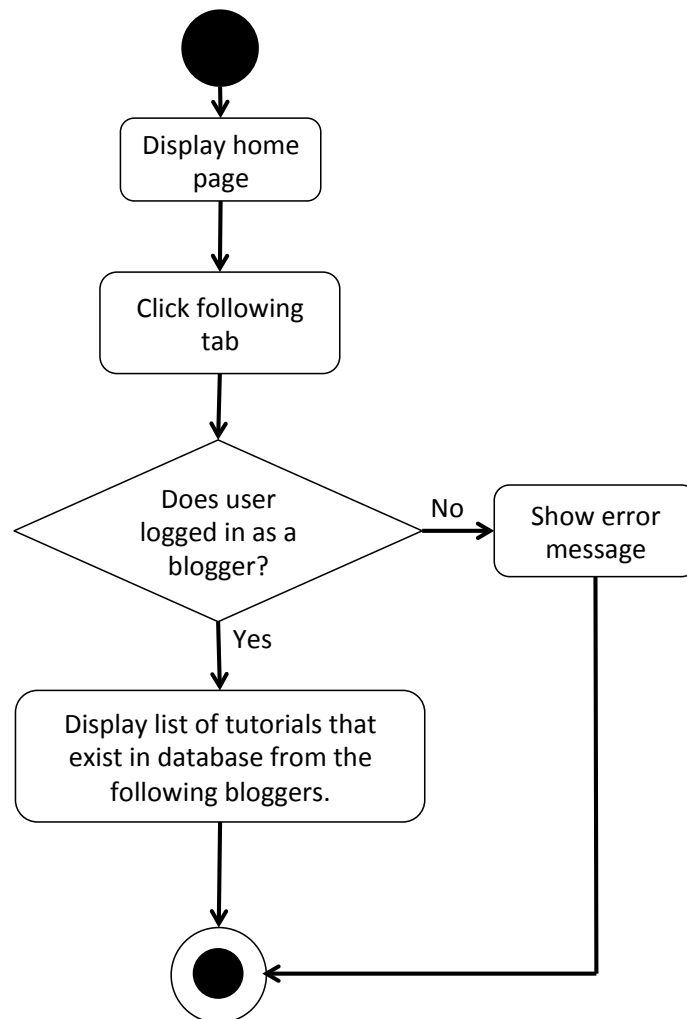 Display home
page
Click following
tab
Does user
logged in as a
blogger?
No
Show error
message
Yes
Display list of tutorials that
exist in database from the
following bloggers.